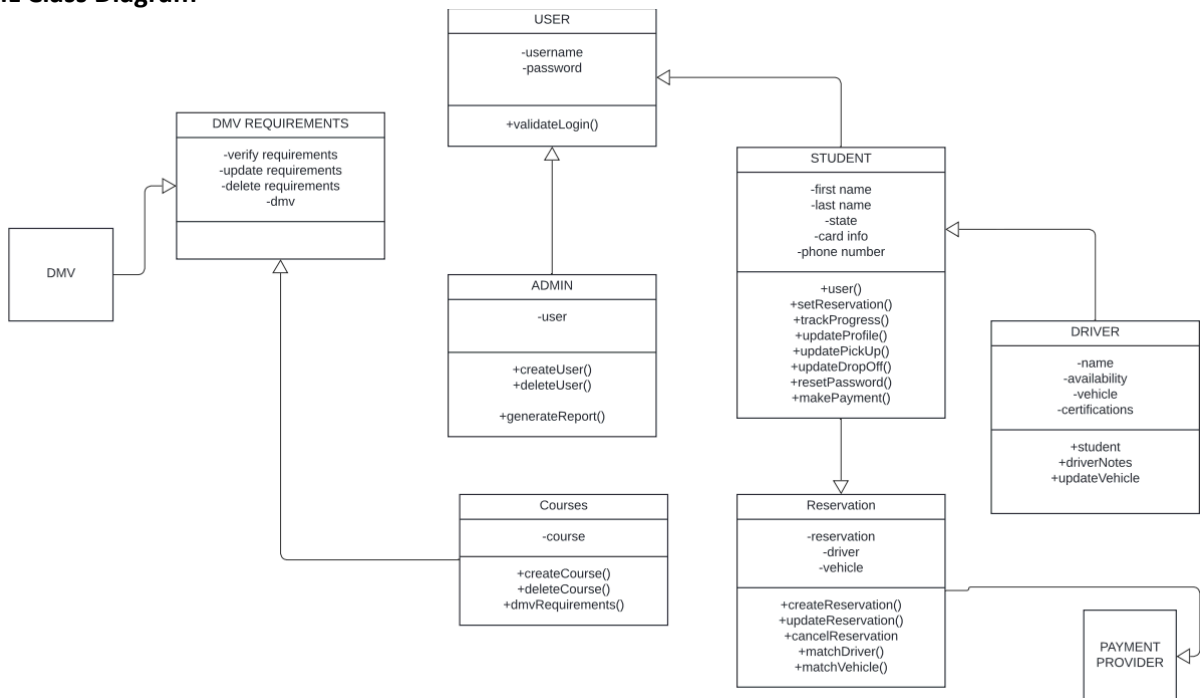 Class Diagram
USER
-username
-password
+validateLogin()
DMV REQUIREMENTS
-verify requirements
-update requirements
-delete requirements
-dmv
DMV
STUDENT
-first name
-last name
-state
-card info
-phone number
+user()
+setReservation()
+trackProgress()
+updateProfile()
+updatePickUp()
+updateDropOff()
+resetPassword()
+makePayment()
ADMIN
-user
+createUser()
+deleteUser()
+generateReport()
DRIVER
-name
-availability
-vehicle
-certifications
+student
+driverNotes
+updateVehicle
Courses
-course
+createCourse()
+deleteCourse()
+dmvRequirements()
Reservation
-reservation
-driver
-vehicle
+createReservation()
+updateReservation()
+cancelReservation
+matchDriver()
+matchVehicle()
PAYMENT
PROVIDER